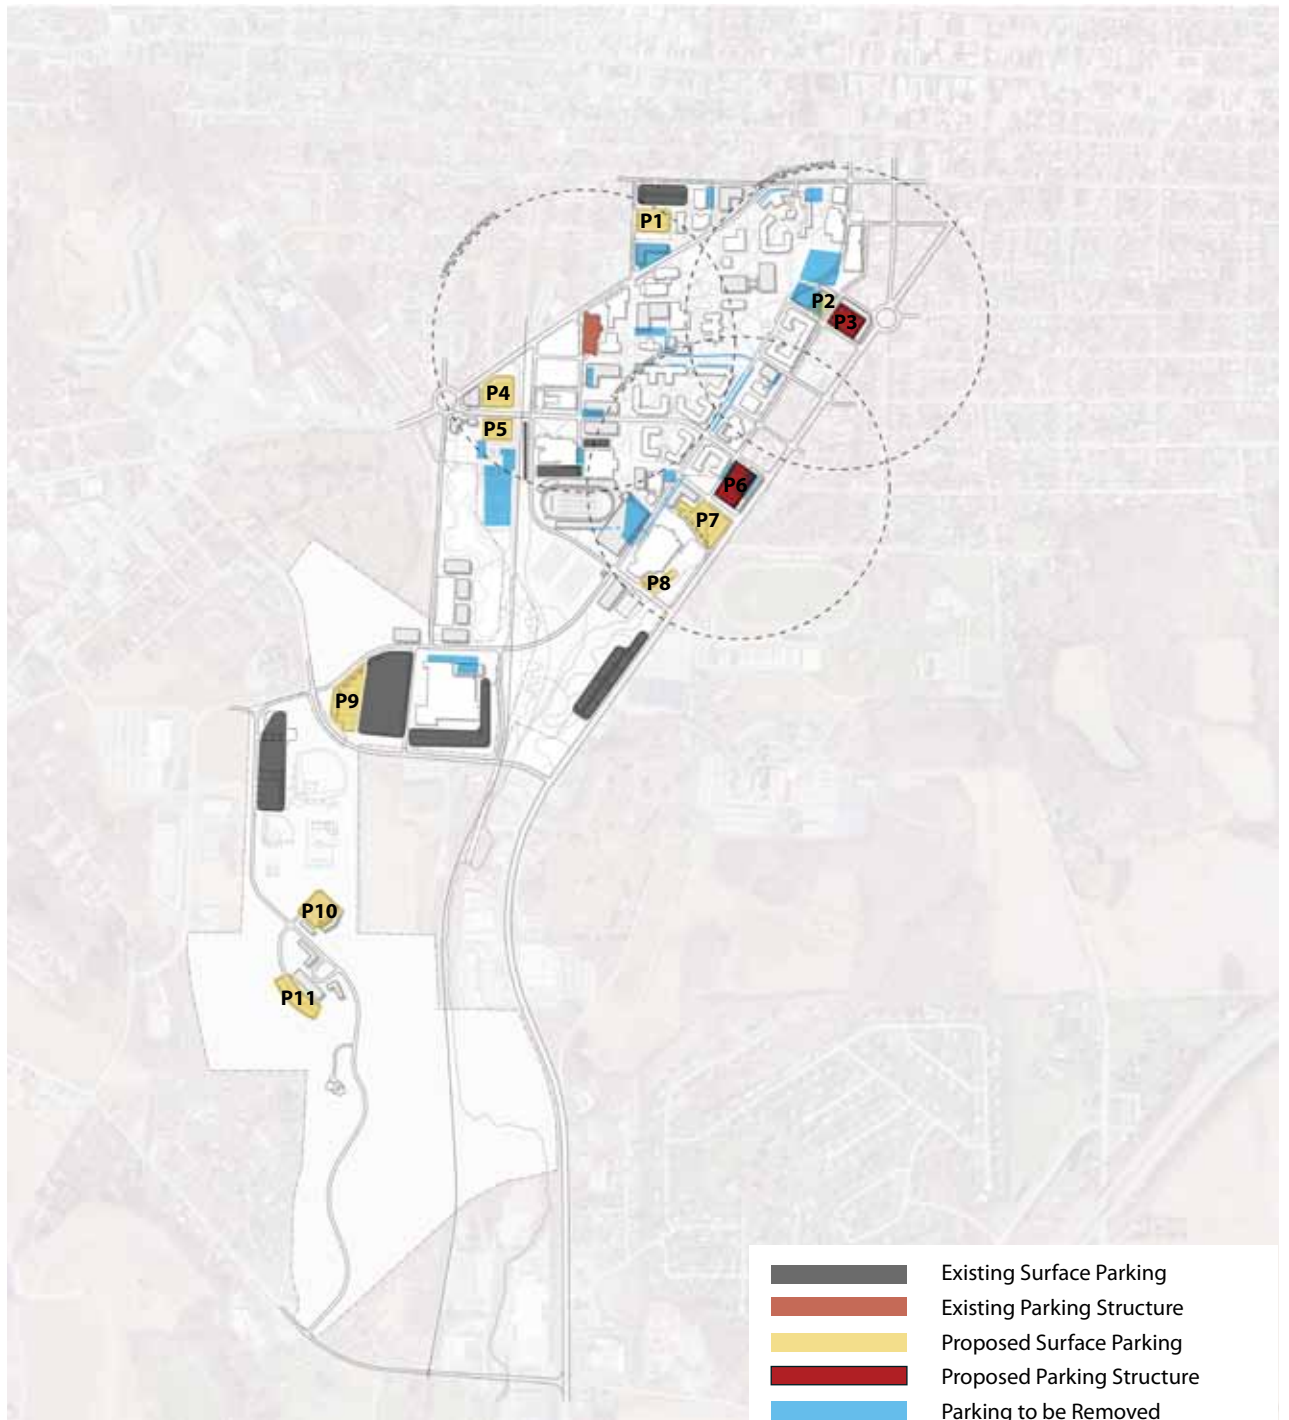 P1
P2
P3
P4
P5
P6
P7
P8
P9
P10
P11
Existing Surface Parking
Existing Parking Structure
Proposed Surface Parking
Proposed Parking Structure
Parking to be Removed